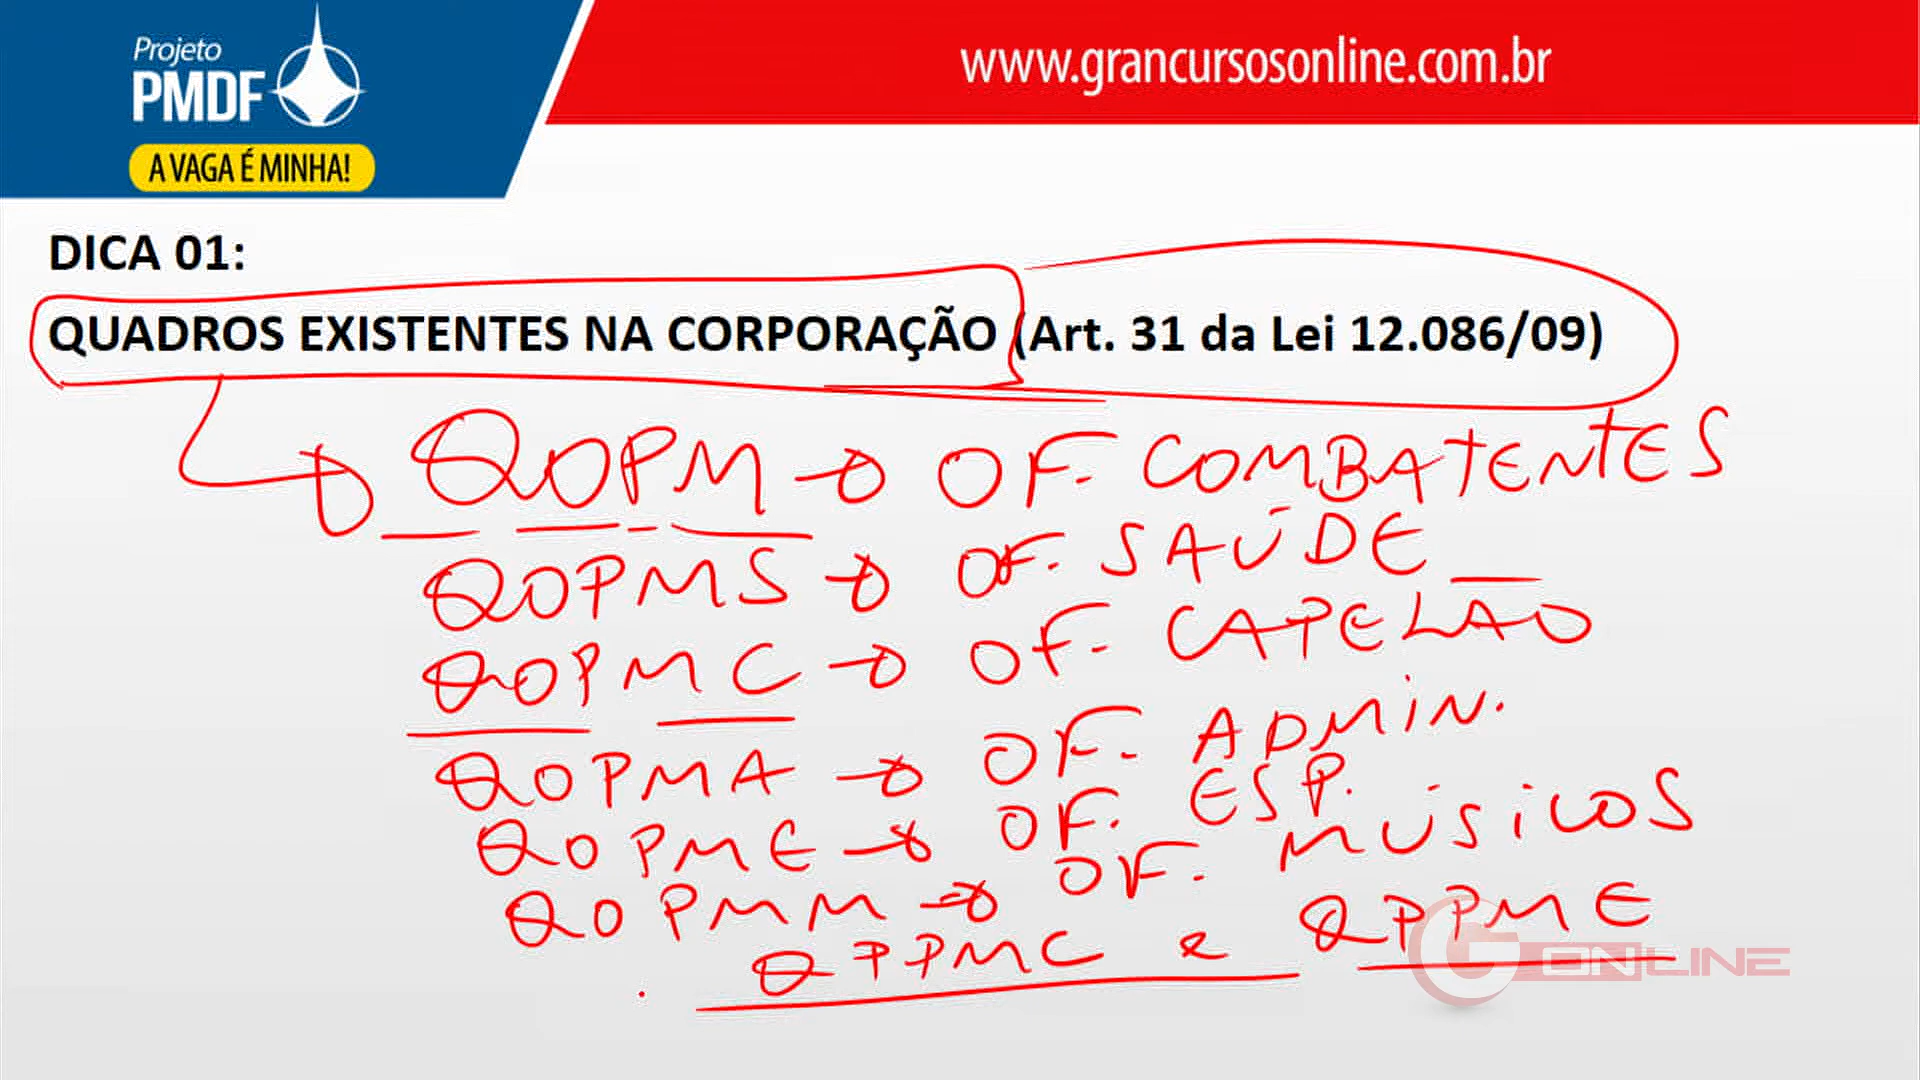 Projeto
PMDF
A VAGA É MINHA!
www.grancursosonline.com.br
DICA 01:
QUADROS EXISTENTES NA CORPORAÇÃO (Art. 31 da Lei 12.086/09)
QOPM → OF. COMBATENTES
QOPMS → OF. SAÚDE
QOPMC → OF. CAPELÃO
QOPMA → OF. ADMIN.
QOPME → OF. ESP.
QOPMM → OF. MÚSICOS
QPPMC e QPPME
G ONLINE